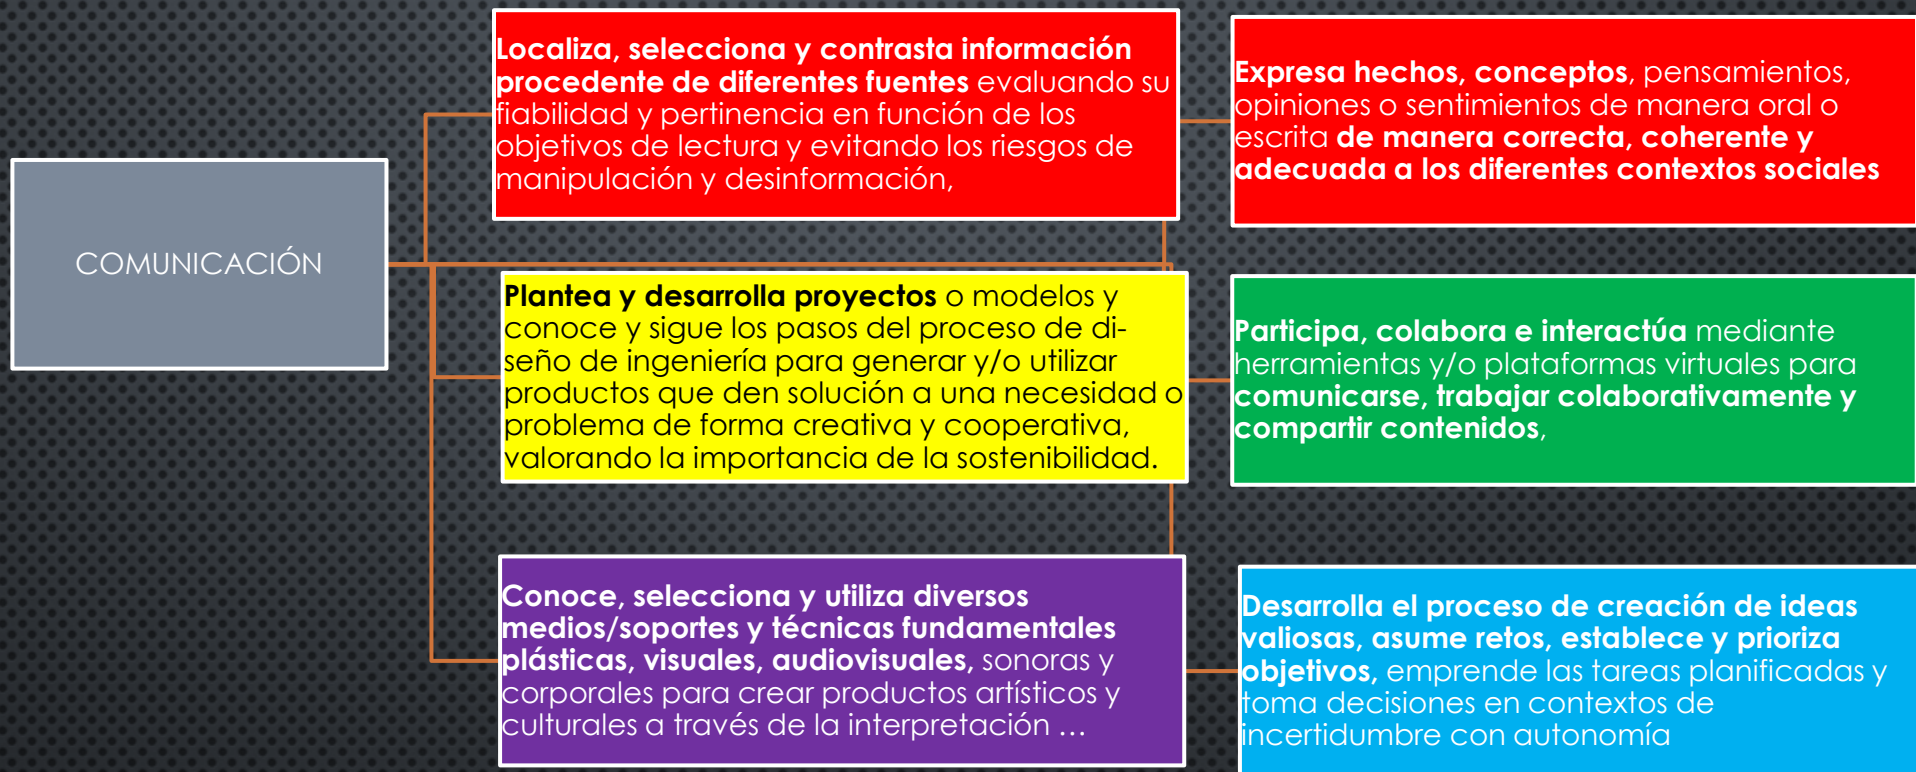 COMUNICACIÓN
Localiza, selecciona y contrasta información
procedente de diferentes fuentes evaluando su
fiabilidad y pertinencia en función de los
objetivos de lectura y evitando los riesgos de
manipulación y desinformación,
Expresa hechos, conceptos, pensamientos,
opiniones o sentimientos de manera oral o
escrita de manera correcta, coherente y
adecuada a los diferentes contextos sociales
Plantea y desarrolla proyectos o modelos y
conoce y sigue los pasos del proceso de di-
seño de ingeniería para generar y/o utilizar
productos que den solución a una necesidad o
problema de forma creativa y cooperativa,
valorando la importancia de la sostenibilidad.
Participa, colabora e interactúa mediante
herramientas y/o plataformas virtuales para
comunicarse, trabajar colaborativamente y
compartir contenidos,
Conoce, selecciona y utiliza diversos
medios/soportes y técnicas fundamentales
plásticas, visuales, audiovisuales, sonoras y
corporales para crear productos artísticos y
culturales a través de la interpretación …
Desarrolla el proceso de creación de ideas
valiosas, asume retos, establece y prioriza
objetivos, emprende las tareas planificadas y
toma decisiones en contextos de
incertidumbre con autonomía